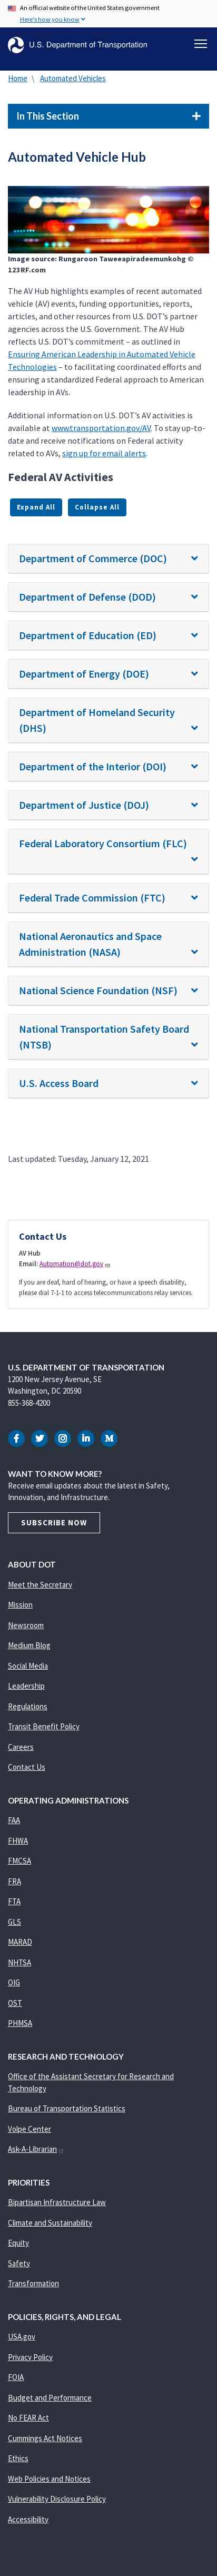 An official website of the United States government
Here's how you know
U.S. Department of Transportation
Home \ Automated Vehicles
In This Section +
Automated Vehicle Hub
Image source: Rungaroon Taweeapiradeemunkohg ©
123RF.com
The AV Hub highlights examples of recent automated
vehicle (AV) events, funding opportunities, reports,
articles, and other resources from U.S. DOT's partner
agencies across the U.S. Government. The AV Hub
reflects U.S. DOT's commitment – as outlined in
Ensuring American Leadership in Automated Vehicle
Technologies – to facilitating coordinated efforts and
ensuring a standardized Federal approach to American
leadership in AVs.
Additional information on U.S. DOT's AV activities is
available at www.transportation.gov/AV. To stay up-to-
date and receive notifications on Federal activity
related to AVs, sign up for email alerts.
Federal AV Activities
Expand All Collapse All
Department of Commerce (DOC)
Department of Defense (DOD)
Department of Education (ED)
Department of Energy (DOE)
Department of Homeland Security
(DHS)
Department of the Interior (DOI)
Department of Justice (DOJ)
Federal Laboratory Consortium (FLC)
Federal Trade Commission (FTC)
National Aeronautics and Space
Administration (NASA)
National Science Foundation (NSF)
National Transportation Safety Board
(NTSB)
U.S. Access Board
Last updated: Tuesday, January 12, 2021
Contact Us
AV Hub
Email: Automation@dot.gov
If you are deaf, hard of hearing, or have a speech disability,
please dial 7-1-1 to access telecommunications relay services.
U.S. DEPARTMENT OF TRANSPORTATION
1200 New Jersey Avenue, SE
Washington, DC 20590
855-368-4200
WANT TO KNOW MORE?
Receive email updates about the latest in Safety,
Innovation, and Infrastructure.
SUBSCRIBE NOW
ABOUT DOT
Meet the Secretary
Mission
Newsroom
Medium Blog
Social Media
Leadership
Regulations
Transit Benefit Policy
Careers
Contact Us
OPERATING ADMINISTRATIONS
FAA
FHWA
FMCSA
FRA
FTA
GLS
MARAD
NHTSA
OIG
OST
PHMSA
RESEARCH AND TECHNOLOGY
Office of the Assistant Secretary for Research and
Technology
Bureau of Transportation Statistics
Volpe Center
Ask-A-Librarian
PRIORITIES
Bipartisan Infrastructure Law
Climate and Sustainability
Equity
Safety
Transformation
POLICIES, RIGHTS, AND LEGAL
USA.gov
Privacy Policy
FOIA
Budget and Performance
No FEAR Act
Cummings Act Notices
Ethics
Web Policies and Notices
Vulnerability Disclosure Policy
Accessibility